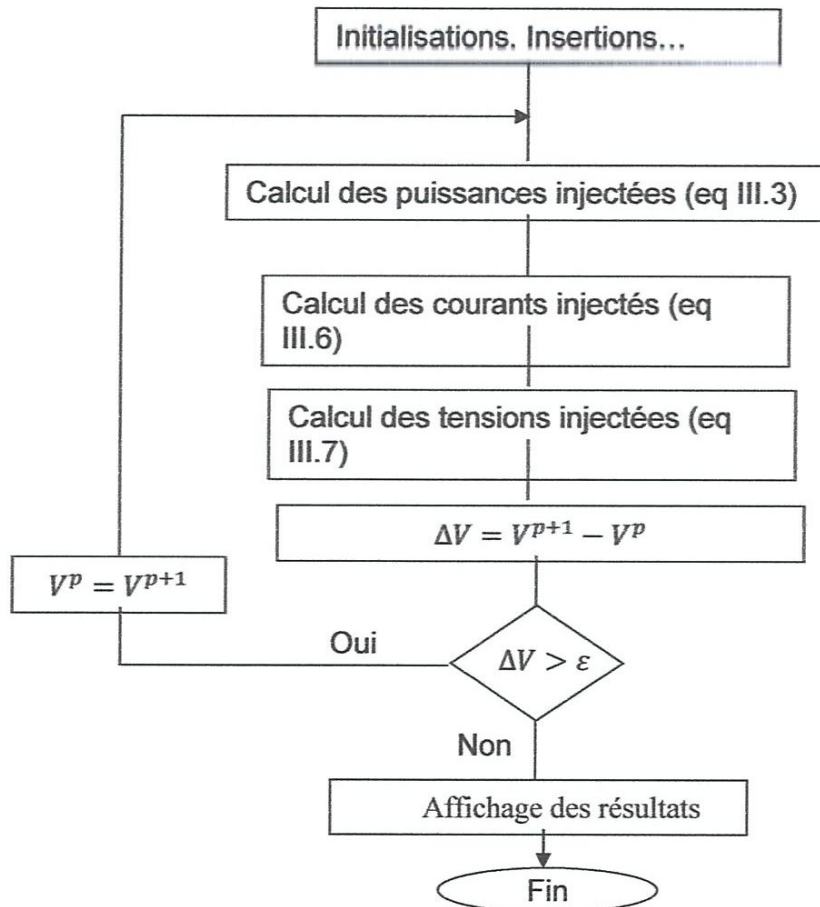 Initialisations. Insertions...
Calcul des puissances injectées (eq III.3)
Calcul des courants injectés (eq
III.6)
Calcul des tensions injectées (eq
III.7)
ΔV = V^{p+1} − V^p
V^p = V^{p+1}
Oui
ΔV > ε
Non
Affichage des résultats
Fin